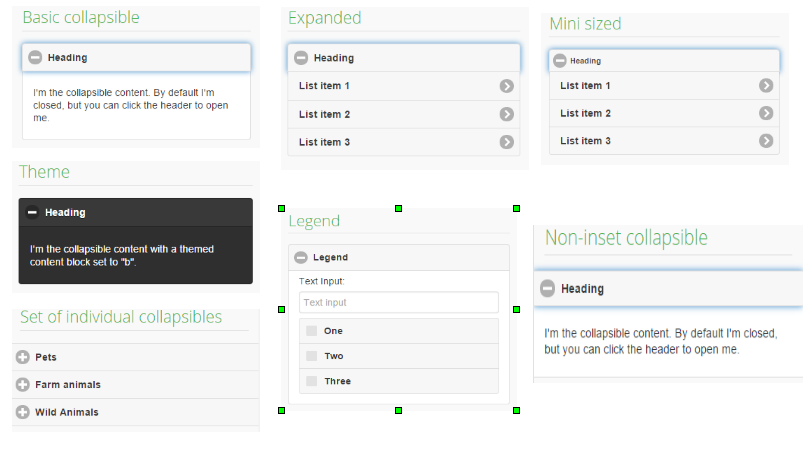 Basic collapsible
Heading
I'm the collapsible content. By default I'm
closed, but you can click the header to open
me.
Expanded
Heading
List item 1
List item 2
List item 3
Mini sized
Heading
List item 1
List item 2
List item 3
Theme
Heading
I'm the collapsible content with a themed
content block set to "b".
Legend
Legend
Text Input:
Text input
One
Two
Three
Non-inset collapsible
Heading
I'm the collapsible content. By default I'm closed,
but you can click the header to open me.
Set of individual collapsibles
Pets
Farm animals
Wild Animals